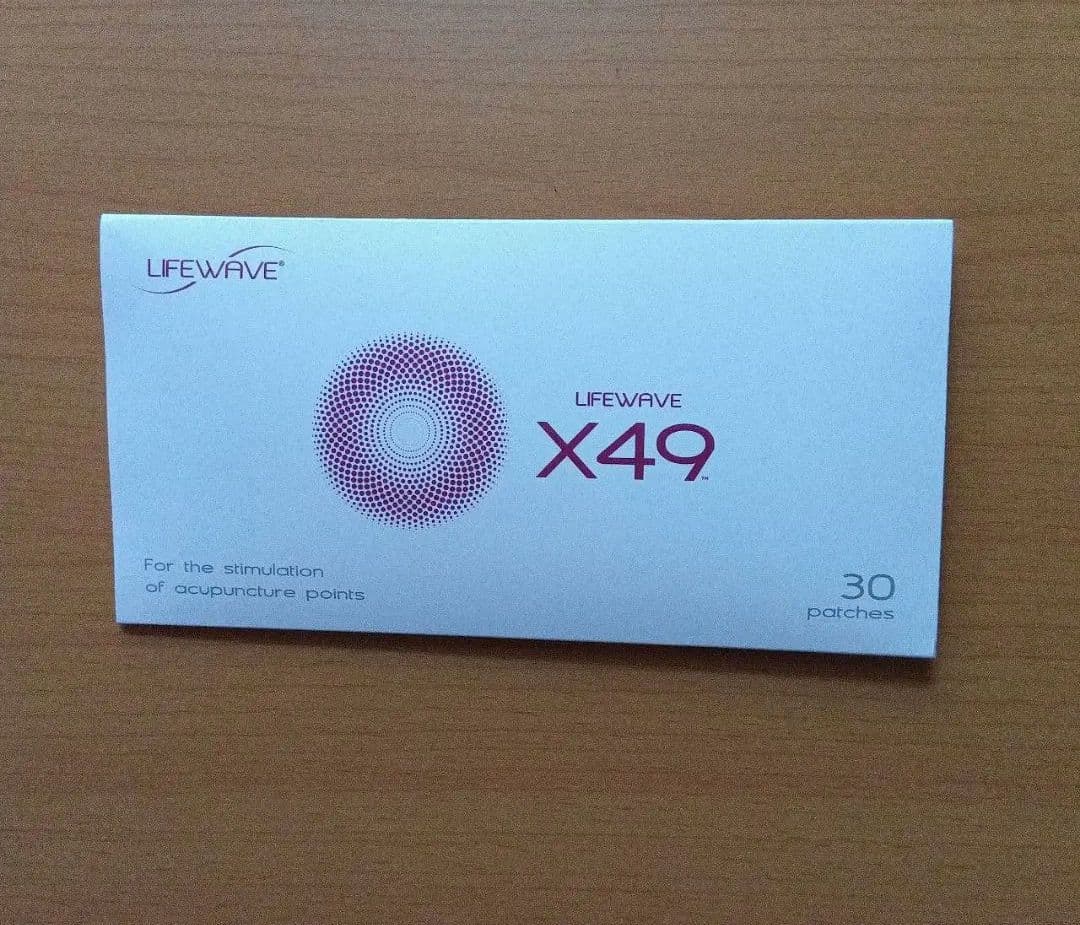 LIFEWAVE®
LIFEWAVE
X49™
For the stimulation
of acupuncture points
30
patches